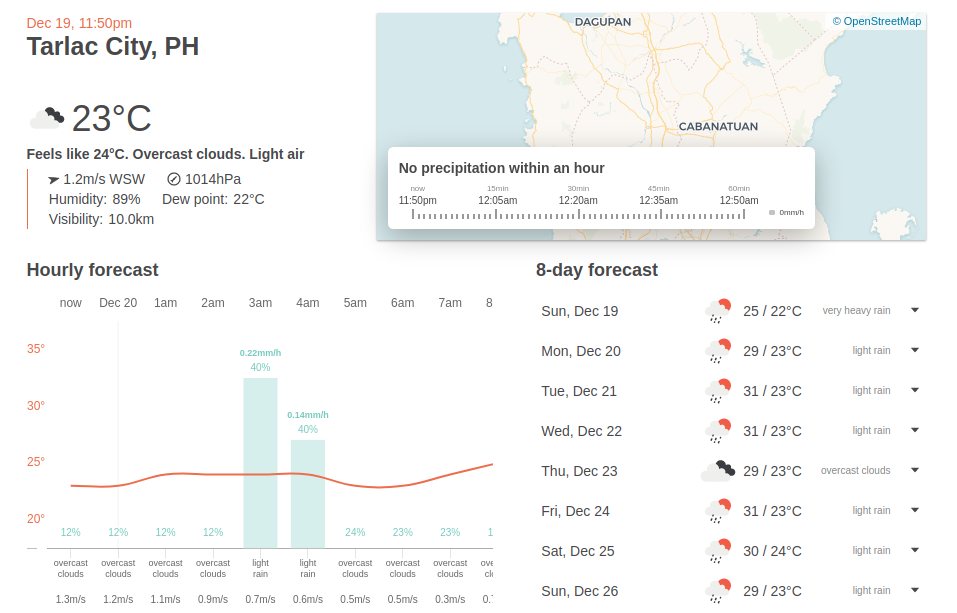 Dec 19, 11:50pm
Tarlac City, PH
23°C
Feels like 24°C. Overcast clouds. Light air
1.2m/s WSW 1014hPa
Humidity: 89% Dew point: 22°C
Visibility: 10.0km
DAGUPAN
© OpenStreetMap
CABANATUAN
No precipitation within an hour
now 15min 30min 45min 60min
11:50pm 12:05am 12:20am 12:35am 12:50am
0mm/h
Hourly forecast
now Dec 20 1am 2am 3am 4am 5am 6am 7am 8
35°
30°
25°
20°
0.22mm/h
40%
0.14mm/h
40%
12% 12% 12% 12% 24% 23% 23% 1
overcast clouds overcast clouds overcast clouds overcast clouds light rain light rain overcast clouds overcast clouds overcast clouds
1.3m/s 1.2m/s 1.1m/s 0.9m/s 0.7m/s 0.6m/s 0.5m/s 0.5m/s 0.3m/s
8-day forecast
Sun, Dec 19 25 / 22°C very heavy rain
Mon, Dec 20 29 / 23°C light rain
Tue, Dec 21 31 / 23°C light rain
Wed, Dec 22 31 / 23°C light rain
Thu, Dec 23 29 / 23°C overcast clouds
Fri, Dec 24 31 / 23°C light rain
Sat, Dec 25 30 / 24°C light rain
Sun, Dec 26 29 / 23°C light rain